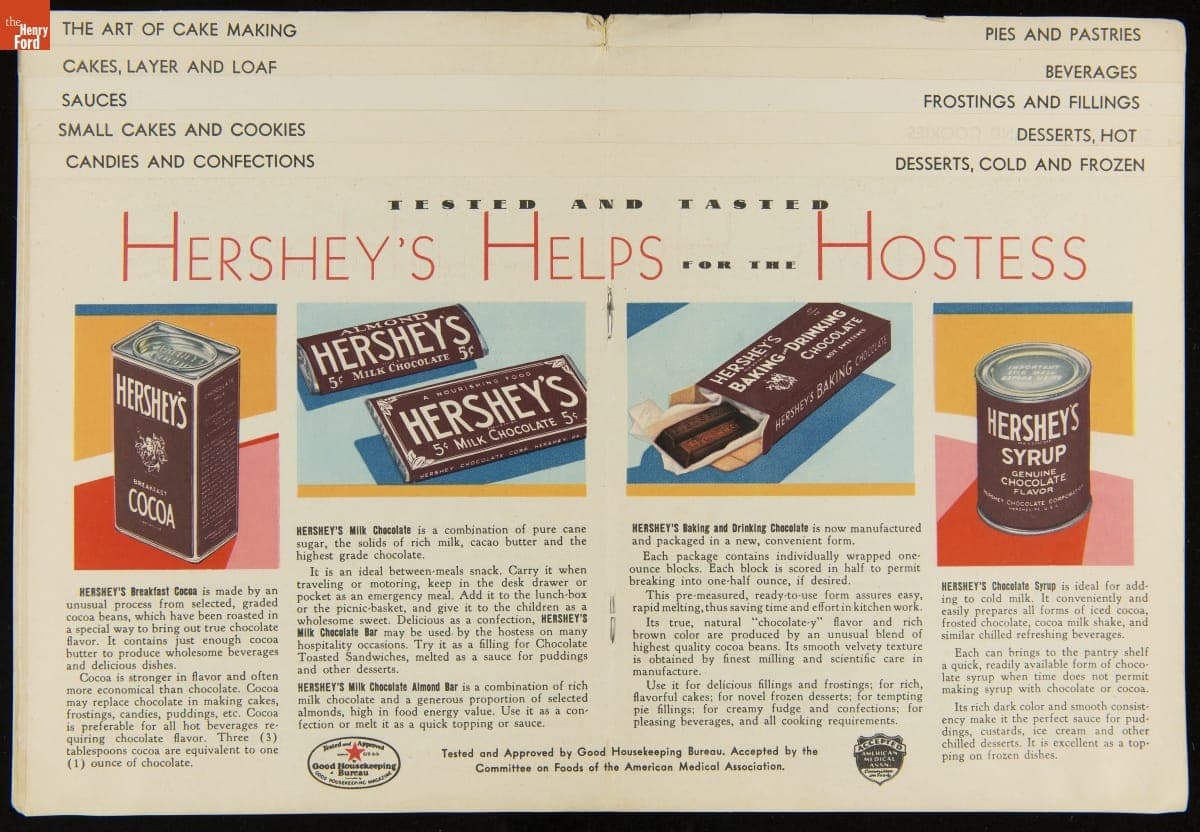 the
Henry
Ford
THE ART OF CAKE MAKING
CAKES, LAYER AND LOAF
SAUCES
SMALL CAKES AND COOKIES
CANDIES AND CONFECTIONS
PIES AND PASTRIES
BEVERAGES
FROSTINGS AND FILLINGS
DESSERTS, HOT
DESSERTS, COLD AND FROZEN
TESTED AND TASTED
HERSHEY'S HELPS FOR THE HOSTESS
HERSHEY'S
BREAKFAST
COCOA
ALMOND
HERSHEY'S
5¢ MILK CHOCOLATE 5¢
A NOURISHING FOOD
HERSHEY'S
5¢ MILK CHOCOLATE 5¢
HERSHEY CHOCOLATE CORP. HERSHEY, PA.
HERSHEY'S
BAKING-DRINKING
CHOCOLATE
NOT SWEETENED
HERSHEY'S BAKING CHOCOLATE
HERSHEY'S
SYRUP
GENUINE
CHOCOLATE
FLAVOR
HERSHEY CHOCOLATE CORPORATION
HERSHEY, PA. U.S.A.
HERSHEY'S Breakfast Cocoa is made by an
unusual process from selected, graded
cocoa beans, which have been roasted in
a special way to bring out true chocolate
flavor. It contains just enough cocoa
butter to produce wholesome beverages
and delicious dishes.
Cocoa is stronger in flavor and often
more economical than chocolate. Cocoa
may replace chocolate in making cakes,
frostings, candies, puddings, etc. Cocoa
is preferable for all hot beverages re-
quiring chocolate flavor. Three (3)
tablespoons cocoa are equivalent to one
(1) ounce of chocolate.
HERSHEY'S Milk Chocolate is a combination of pure cane
sugar, the solids of rich milk, cacao butter and the
highest grade chocolate.
It is an ideal between-meals snack. Carry it when
traveling or motoring, keep in the desk drawer or
pocket as an emergency meal. Add it to the lunch-box
or the picnic-basket, and give it to the children as a
wholesome sweet. Delicious as a confection, HERSHEY'S
Milk Chocolate Bar may be used by the hostess on many
hospitality occasions. Try it as a filling for Chocolate
Toasted Sandwiches, melted as a sauce for puddings
and other desserts.
HERSHEY'S Milk Chocolate Almond Bar is a combination of rich
milk chocolate and a generous proportion of selected
almonds, high in food energy value. Use it as a con-
fection or melt it as a quick topping or sauce.
HERSHEY'S Baking and Drinking Chocolate is now manufactured
and packaged in a new, convenient form.
Each package contains individually wrapped one-
ounce blocks. Each block is scored in half to permit
breaking into one-half ounce, if desired.
This pre-measured, ready-to-use form assures easy,
rapid melting, thus saving time and effort in kitchen work.
Its true, natural "chocolate-y" flavor and rich
brown color are produced by an unusual blend of
highest quality cocoa beans. Its smooth velvety texture
is obtained by finest milling and scientific care in
manufacture.
Use it for delicious fillings and frostings; for rich,
flavorful cakes; for novel frozen desserts; for tempting
pie fillings; for creamy fudge and confections; for
pleasing beverages, and all cooking requirements.
HERSHEY'S Chocolate Syrup is ideal for add-
ing to cold milk. It conveniently and
easily prepares all forms of iced cocoa,
frosted chocolate, cocoa milk shake, and
similar chilled refreshing beverages.
Each can brings to the pantry shelf
a quick, readily available form of choco-
late syrup when time does not permit
making syrup with chocolate or cocoa.
Its rich dark color and smooth consist-
ency make it the perfect sauce for pud-
dings, custards, ice cream and other
chilled desserts. It is excellent as a top-
ping on frozen dishes.
Tested and Approved
Good Housekeeping
Bureau
GOOD HOUSEKEEPING MAGAZINE
Tested and Approved by Good Housekeeping Bureau. Accepted by the
Committee on Foods of the American Medical Association.
ACCEPTED
AMERICAN
MEDICAL
ASSN.
Committee
on Foods